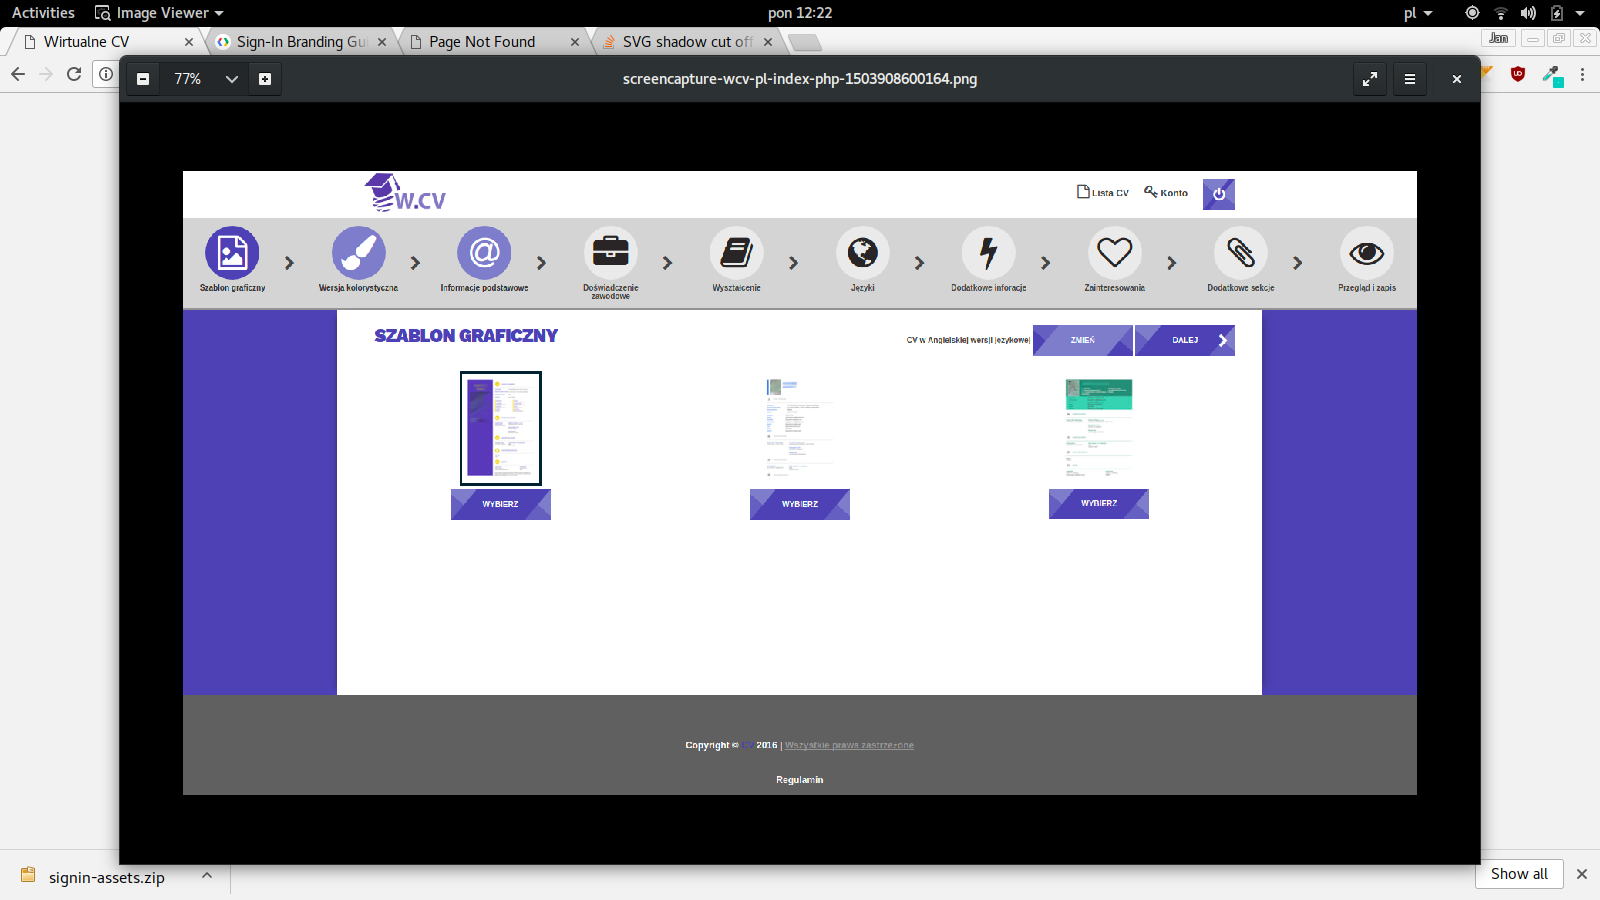 Activities Image Viewer pon 12:22 pl
Wirtualne CV Sign-In Branding Gui Page Not Found SVG shadow cut off Jan
77% screencapture-wcv-pl-index-php-1503908600164.png
W.CV Lista CV Konto
Szablon graficzny Wersja kolorystyczna Informacje podstawowe Doświadczenie zawodowe Wyształcenie Języki Dodatkowe inforacje Zainteresowania Dodatkowe sekcje Przegląd i zapis
SZABLON GRAFICZNY CV w Angielskiej wersji językowej ZMIEŃ DALEJ
WYBIERZ WYBIERZ WYBIERZ
Copyright © CV 2016 | Wszystkie prawa zastrzeżone
Regulamin
signin-assets.zip Show all